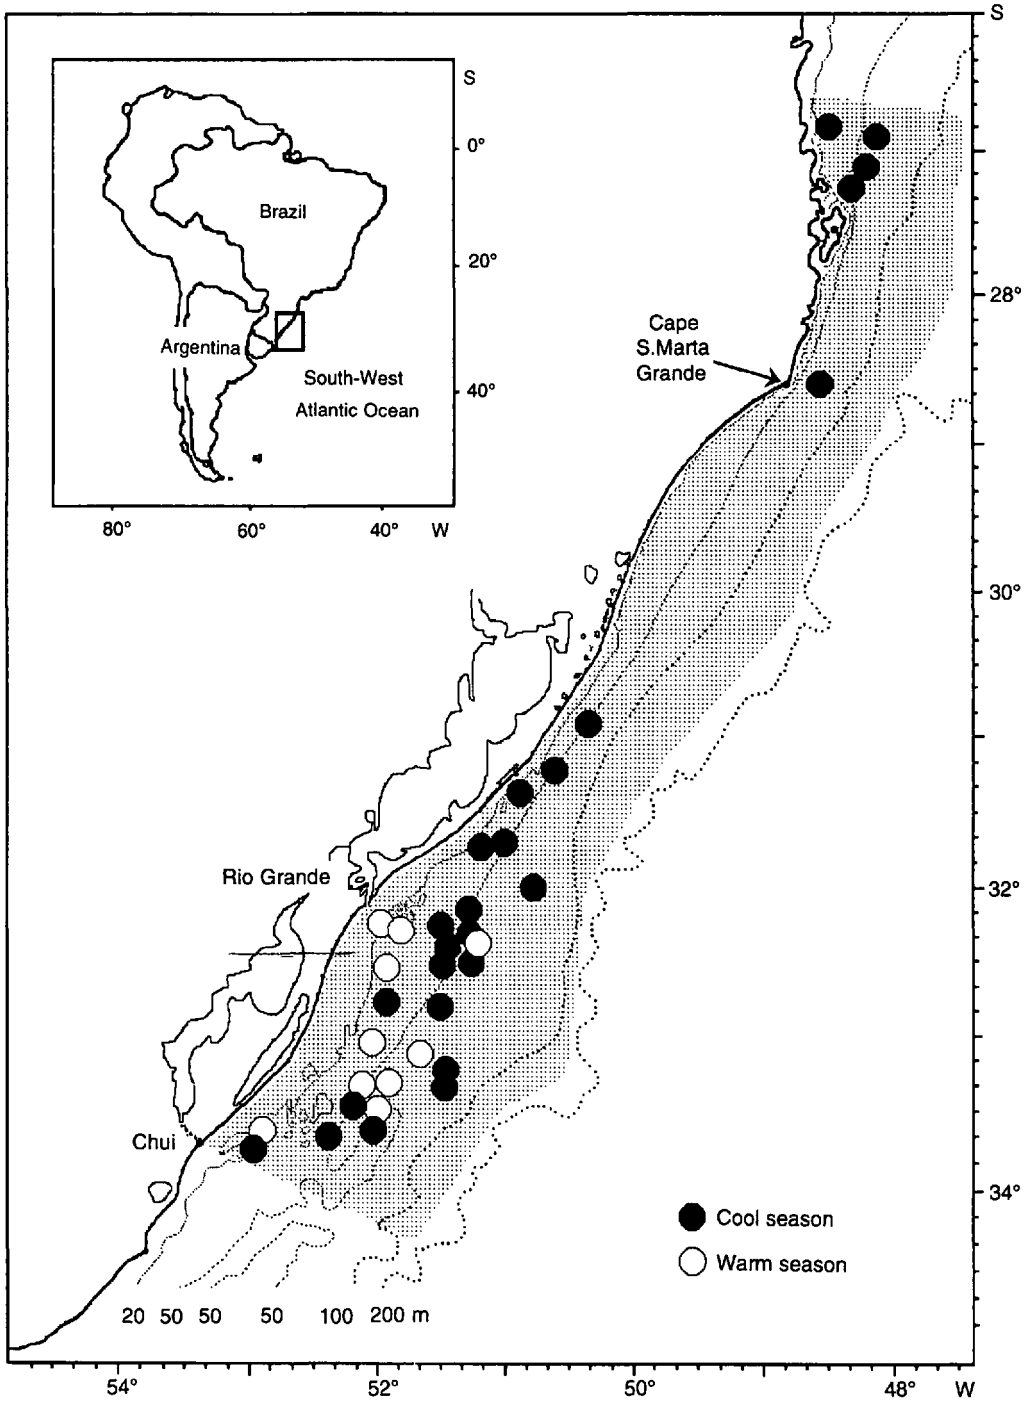 S
S
0°
Brazil
20°
28°
Cape
S.Marta
Grande
Argentina
South-West
Atlantic Ocean
40°
80° 60° 40° W
30°
Rio Grande
32°
Chui
34°
Cool season
Warm season
20 50 50 50 100 200 m
54° 52° 50° 48° W